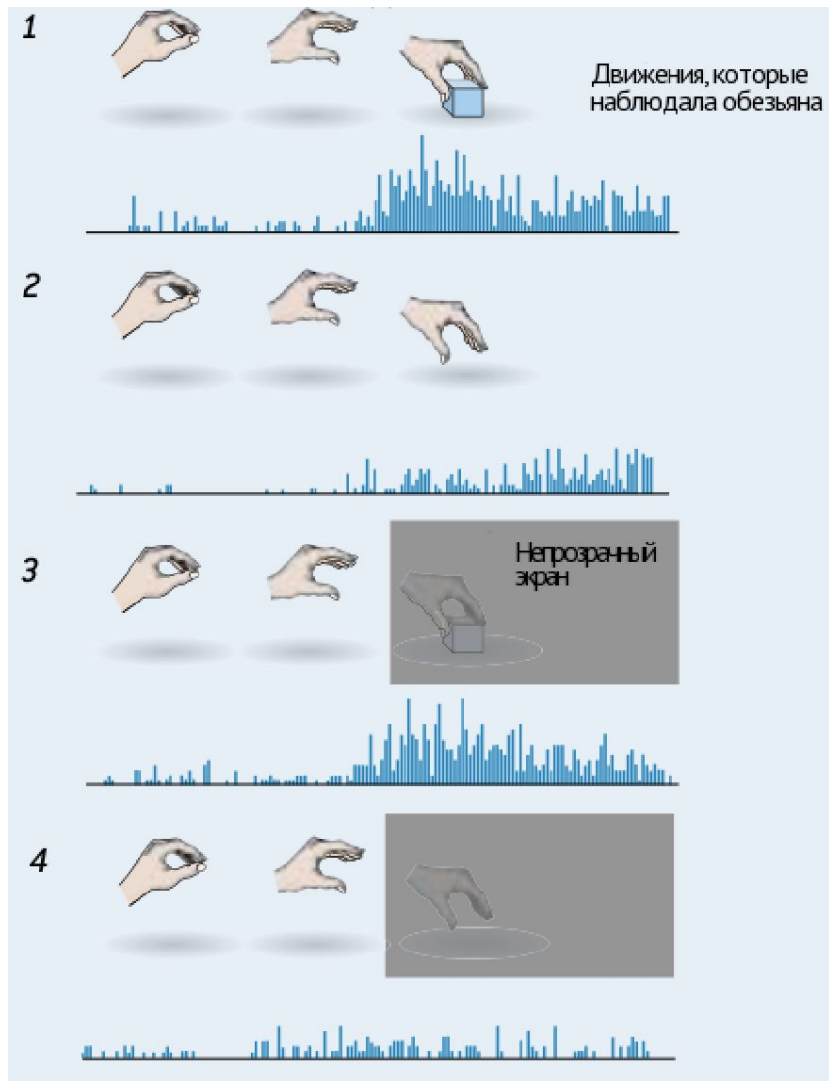 1
Движения, которые
наблюдала обезьяна
2
3
Непрозрачный
экран
4